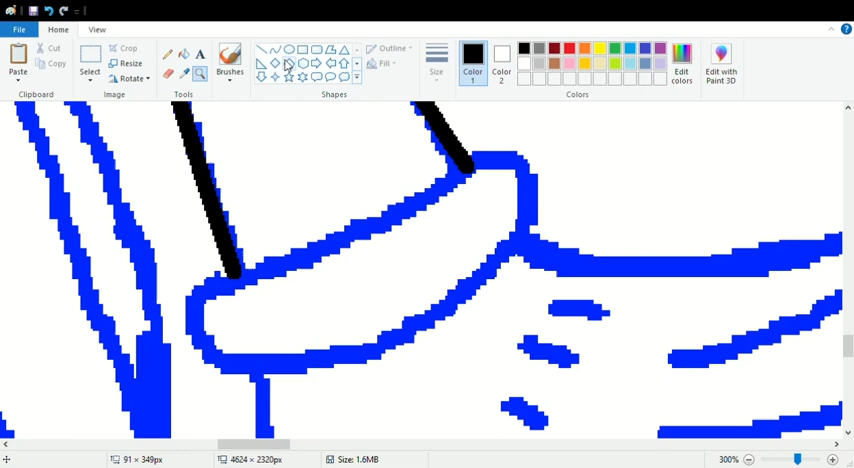 File Home View
Paste Cut Copy Clipboard
Select Crop Resize Rotate Image
A Tools
Brushes
Outline Fill Shapes
Size
Color 1 Color 2 Edit colors Colors
Edit with Paint 3D
91 × 349px 4624 × 2320px Size: 1.6MB 300%